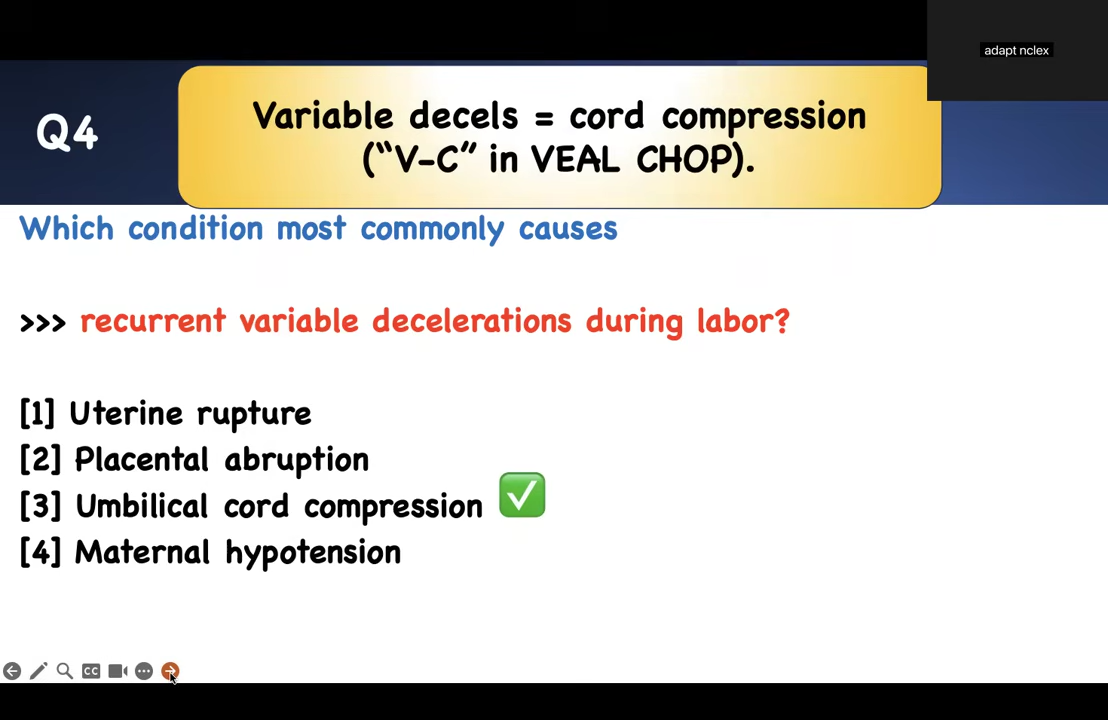 adapt nclex
Q4
Variable decels = cord compression
(“V-C” in VEAL CHOP).
Which condition most commonly causes
>>> recurrent variable decelerations during labor?
[1] Uterine rupture
[2] Placental abruption
[3] Umbilical cord compression ✅
[4] Maternal hypotension
CC